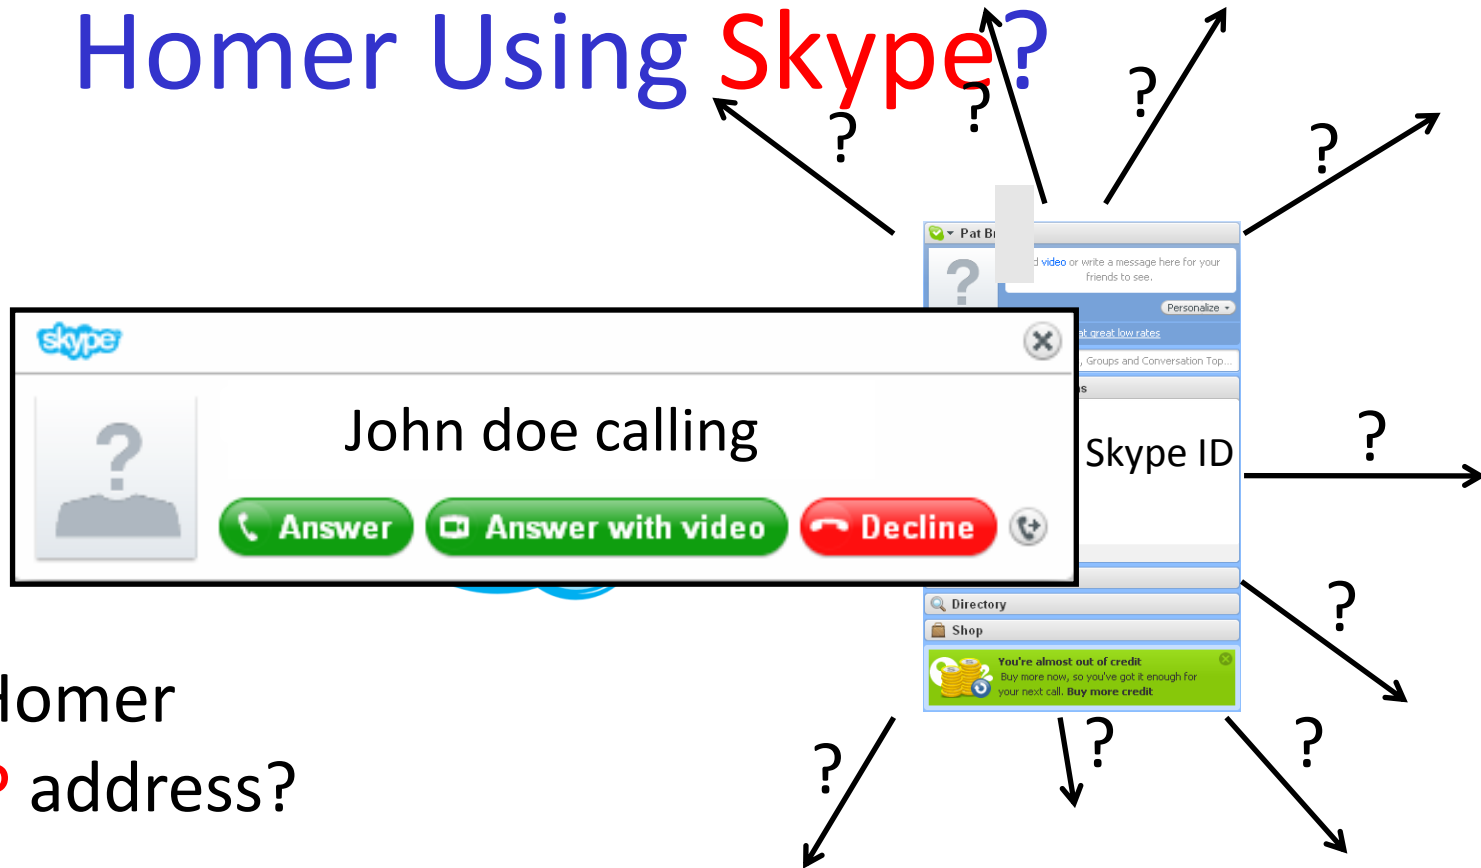 Homer Using Skype?
?
?
?
?
Pat
video or write a message here for your
friends to see.
?
Personalize
at great low rates
, Groups and Conversation Top...
skype
?
John doe calling
Answer
Answer with video
Decline
Skype ID
?
Directory
Shop
?
You're almost out of credit
Buy more now, so you've got it enough for
your next call. Buy more credit
Homer
address?
?
?
?